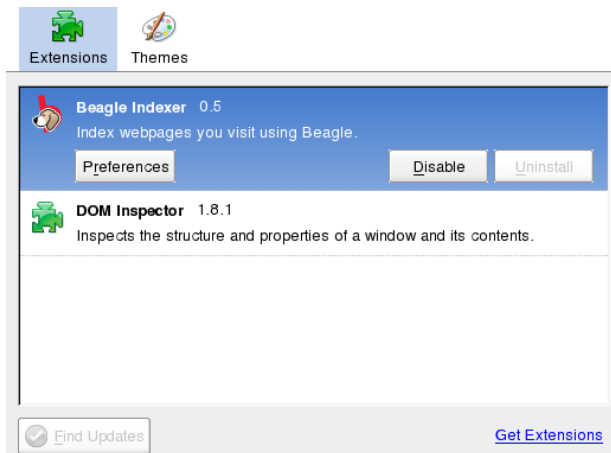 Extensions Themes
Beagle Indexer 0.5
Index webpages you visit using Beagle.
Preferences Disable Uninstall
DOM Inspector 1.8.1
Inspects the structure and properties of a window and its contents.
Find Updates Get Extensions